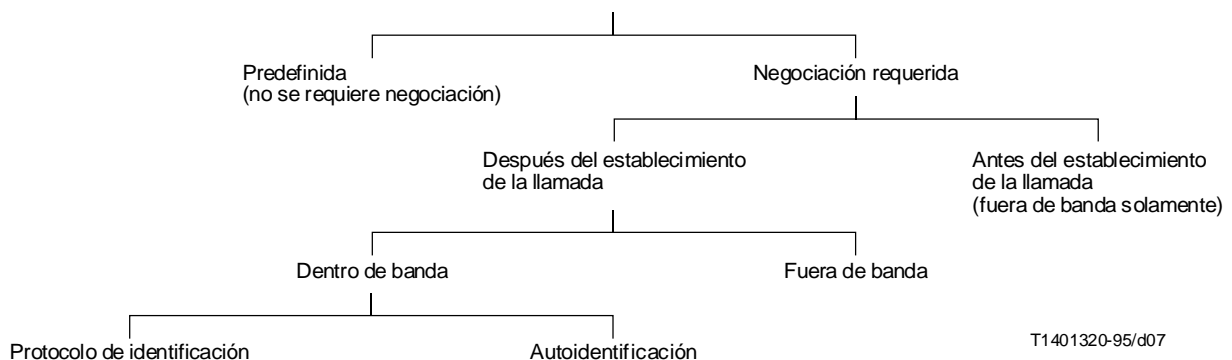 Predefinida
(no se requiere negociación)
Negociación requerida
Después del establecimiento
de la llamada
Antes del establecimiento
de la llamada
(fuera de banda solamente)
Dentro de banda
Fuera de banda
Protocolo de identificación
Autoidentificación
T1401320-95/d07